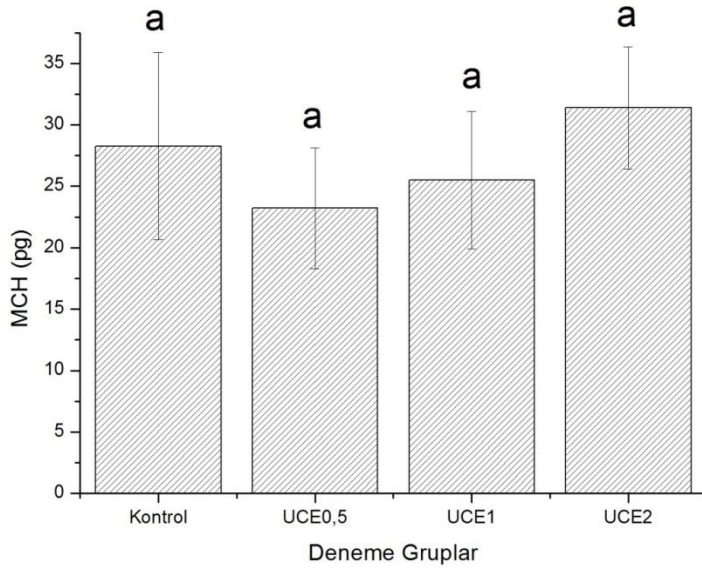 a
a
a
a
35
30
25
20
15
10
5
0
MCH (pg)
Kontrol UCE0,5 UCE1 UCE2
Deneme Gruplar